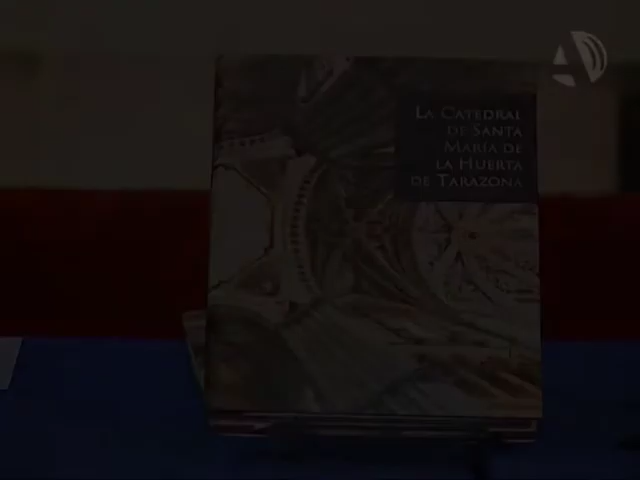 La Catedral
de Santa
María de
la Huerta
de Tarazona